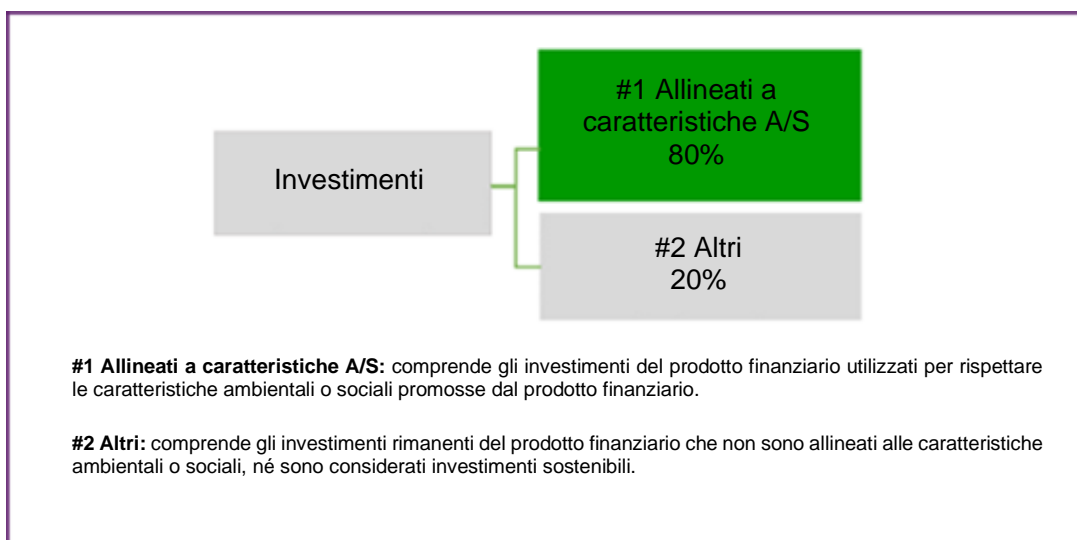 #1 Allineati a
caratteristiche A/S
80%
Investimenti
#2 Altri
20%
#1 Allineati a caratteristiche A/S: comprende gli investimenti del prodotto finanziario utilizzati per rispettare
le caratteristiche ambientali o sociali promosse dal prodotto finanziario.
#2 Altri: comprende gli investimenti rimanenti del prodotto finanziario che non sono allineati alle caratteristiche
ambientali o sociali, né sono considerati investimenti sostenibili.